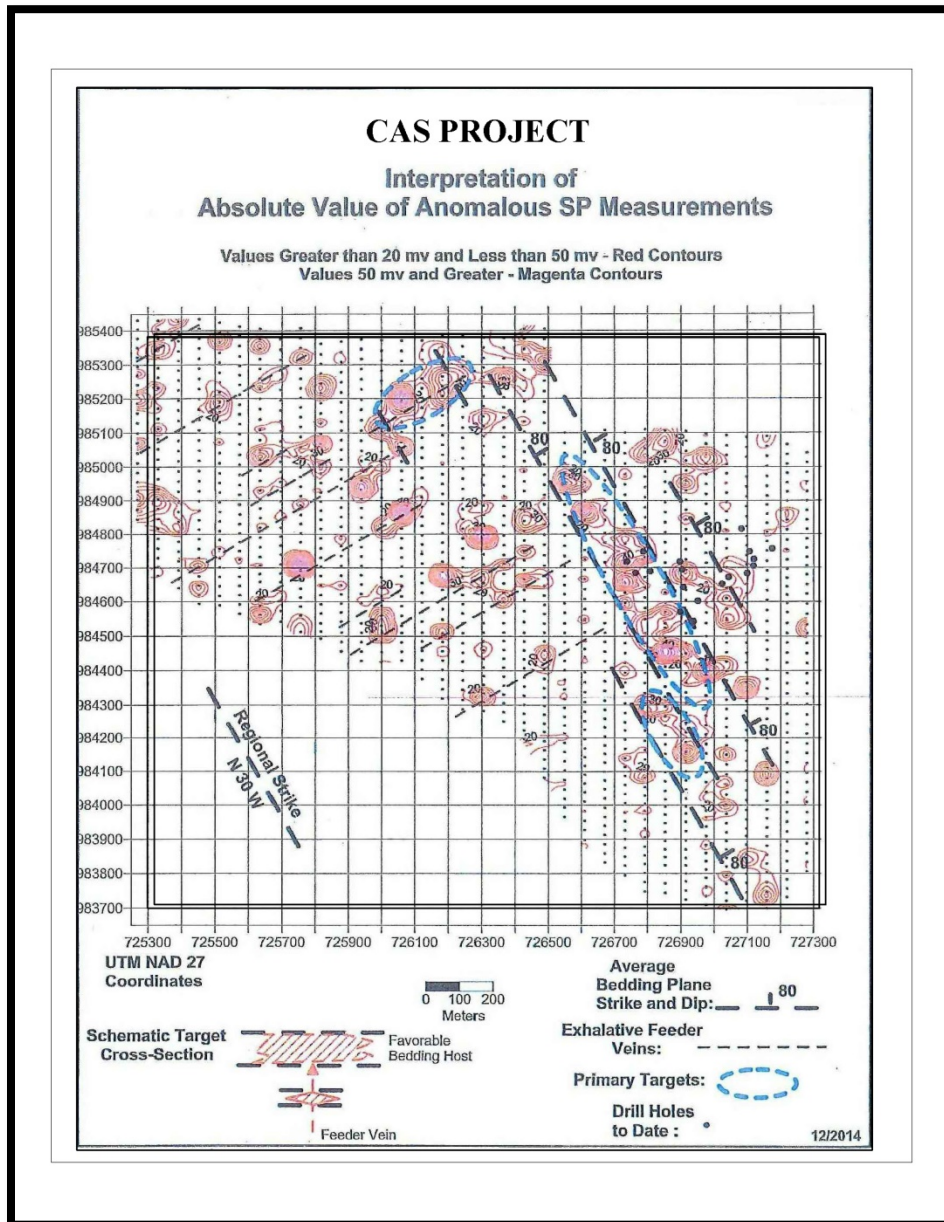 CAS PROJECT
Interpretation of
Absolute Value of Anomalous SP Measurements
Values Greater than 20 mv and Less than 50 mv - Red Contours
Values 50 mv and Greater - Magenta Contours
985400
985300
985200
985100
985000
984900
984800
984700
984600
984500
984400
984300
984200
984100
984000
983900
983800
983700
80
80
80
80
80
Regional Strike
N 30 W
725300 725500 725700 725900 726100 726300 726500 726700 726900 727100 727300
UTM NAD 27
Coordinates
0 100 200
Meters
Average
Bedding Plane
Strike and Dip: 80
Schematic Target
Cross-Section
Favorable
Bedding Host
Feeder Vein
Exhalative Feeder
Veins:
Primary Targets:
Drill Holes
to Date :
12/2014